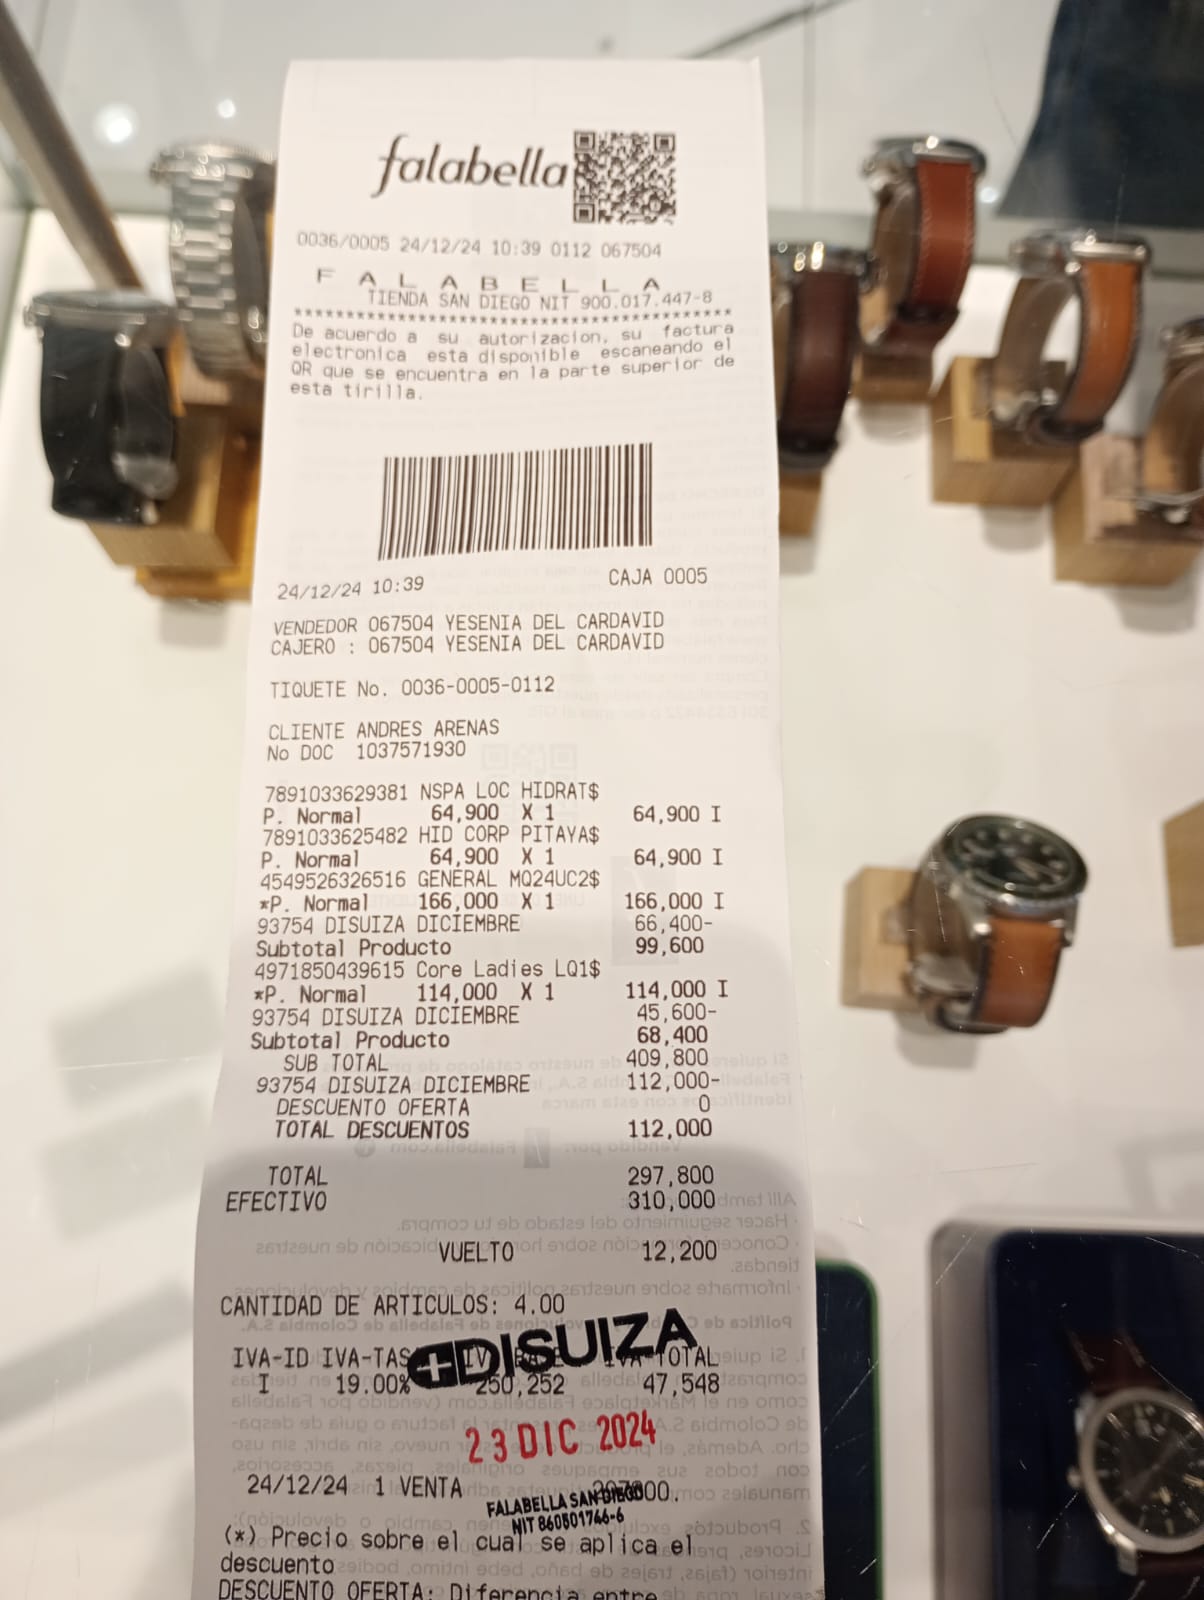 falabella
0036/0005 24/12/24 10:39 0112 067504
F A L A B E L L A
TIENDA SAN DIEGO NIT 900.017.447-8
************************************************
De acuerdo a su autorizacion, su factura
electronica esta disponible escaneando el
QR que se encuentra en la parte superior de
esta tirilla.
24/12/24 10:39 CAJA 0005
VENDEDOR 067504 YESENIA DEL CARDAVID
CAJERO : 067504 YESENIA DEL CARDAVID
TIQUETE No. 0036-0005-0112
CLIENTE ANDRES ARENAS
No DOC 1037571930
7891033629381 NSPA LOC HIDRAT$
P. Normal 64,900 X 1 64,900 I
7891033625482 HID CORP PITAYA$
P. Normal 64,900 X 1 64,900 I
4549526326516 GENERAL MQ24UC2$
*P. Normal 166,000 X 1 166,000 I
93754 DISUIZA DICIEMBRE 66,400-
Subtotal Producto 99,600
4971850439615 Core Ladies LQ1$
*P. Normal 114,000 X 1 114,000 I
93754 DISUIZA DICIEMBRE 45,600-
Subtotal Producto 68,400
SUB TOTAL 409,800
93754 DISUIZA DICIEMBRE 112,000-
DESCUENTO OFERTA 0
TOTAL DESCUENTOS 112,000
TOTAL 297,800
EFECTIVO 310,000
VUELTO 12,200
CANTIDAD DE ARTICULOS: 4.00
DISUIZA
IVA-ID IVA-TAS IVA-TOTAL
I 19.00% 250,252 47,548
23 DIC 2024
24/12/24 1 VENTA
FALABELLA SAN DIEGO
NIT 860501746-6
(*) Precio sobre el cual se aplica el
descuento
DESCUENTO OFERTA: Diferencia entre